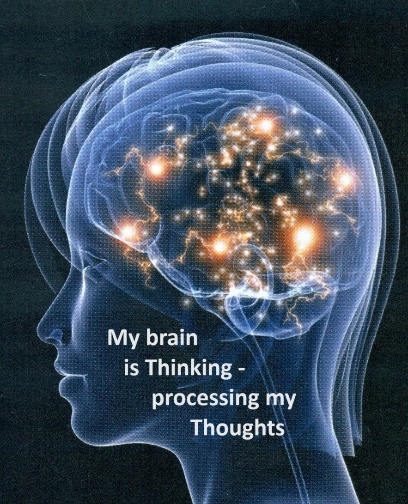 My brain
is Thinking -
processing my
Thoughts